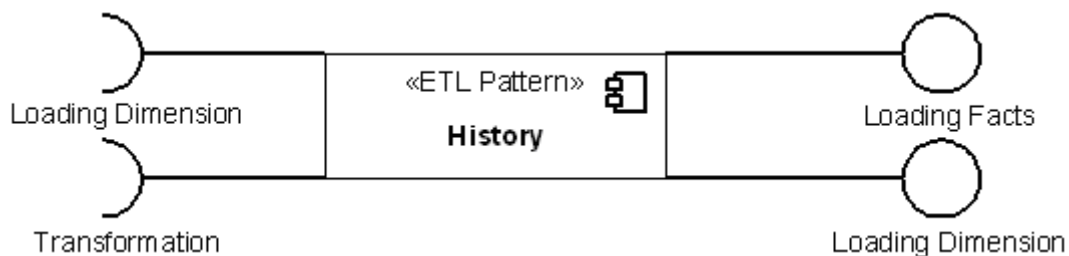 «ETL Pattern»
History
Loading Dimension
Loading Facts
Transformation
Loading Dimension